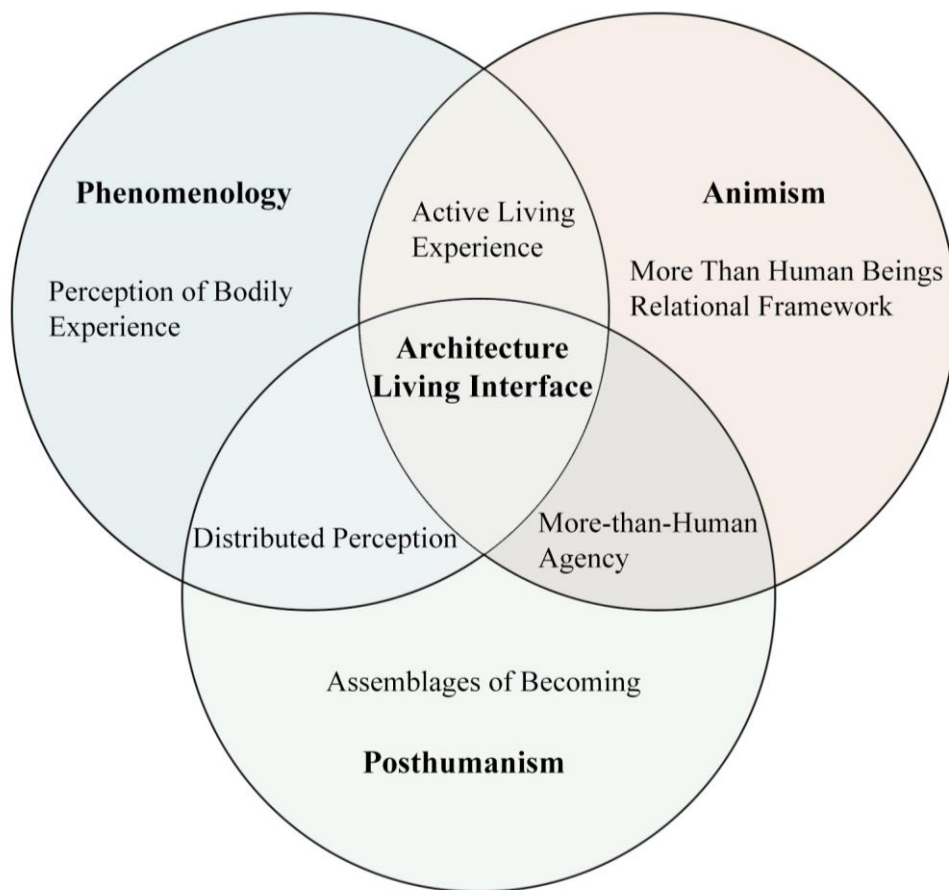 Phenomenology
Animism
Active Living
Experience
Perception of Bodily
Experience
More Than Human Beings
Relational Framework
Architecture
Living Interface
Distributed Perception
More-than-Human
Agency
Assemblages of Becoming
Posthumanism